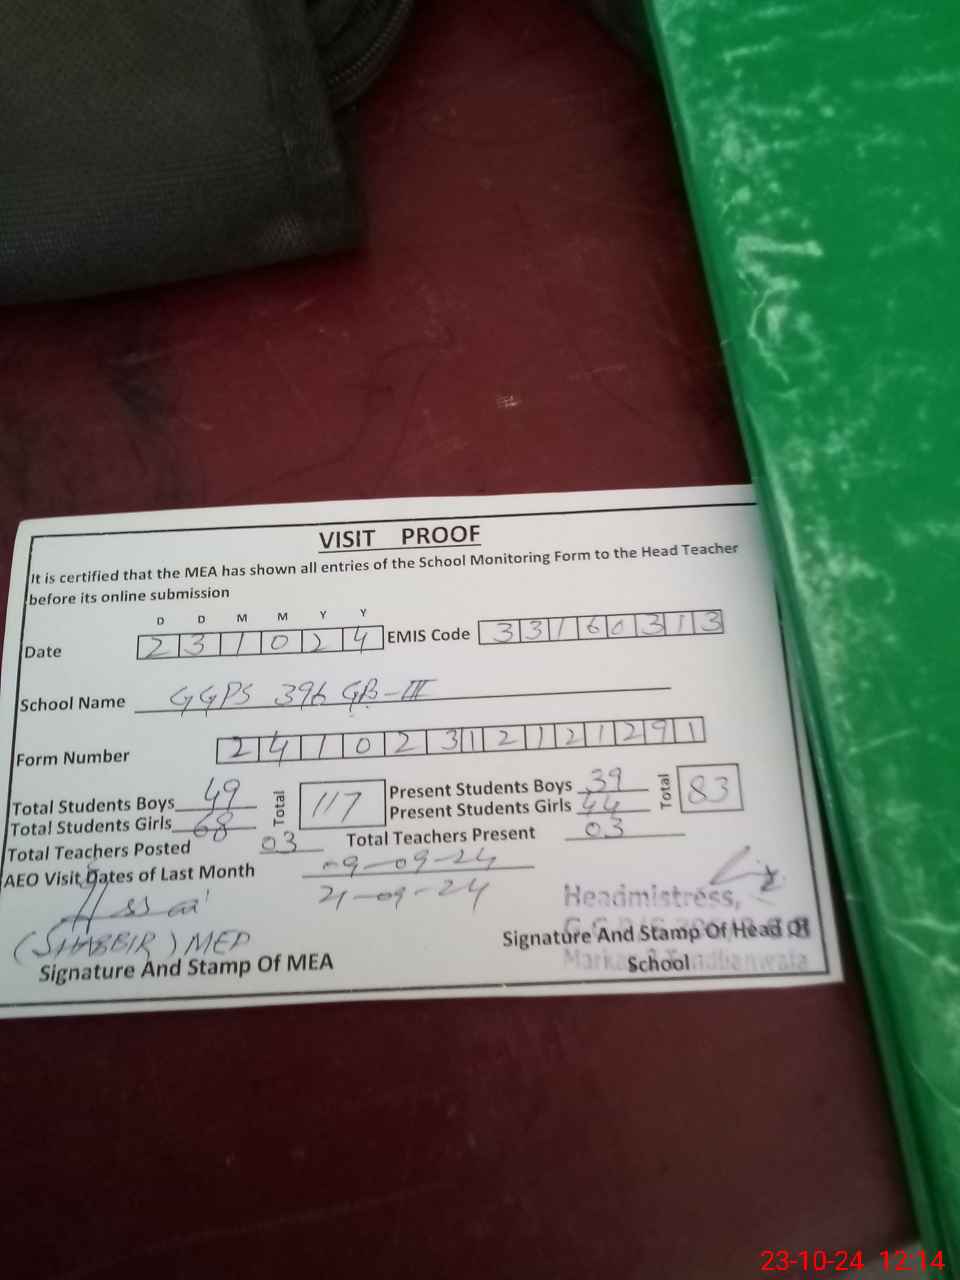 VISIT PROOF
It is certified that the MEA has shown all entries of the School Monitoring Form to the Head Teacher
before its online submission
D D M M Y Y
Date 2 3 1 0 2 4 EMIS Code 3 3 1 6 0 3 1 3
School Name GGPS 396 GB-III
Form Number 2 4 1 0 2 3 1 2 1 2 1 2 9 1
Total Students Boys 49 Total 117 Present Students Boys 39 Total 83
Total Students Girls 68 Present Students Girls 44
Total Teachers Posted 03 Total Teachers Present 03
AEO Visit Dates of Last Month 09-09-24
21-09-24
Headmistress,
(SHABBIR)
Signature And Stamp Of MEA
Signature And Stamp Of Head Of
School
23-10-24 12:14